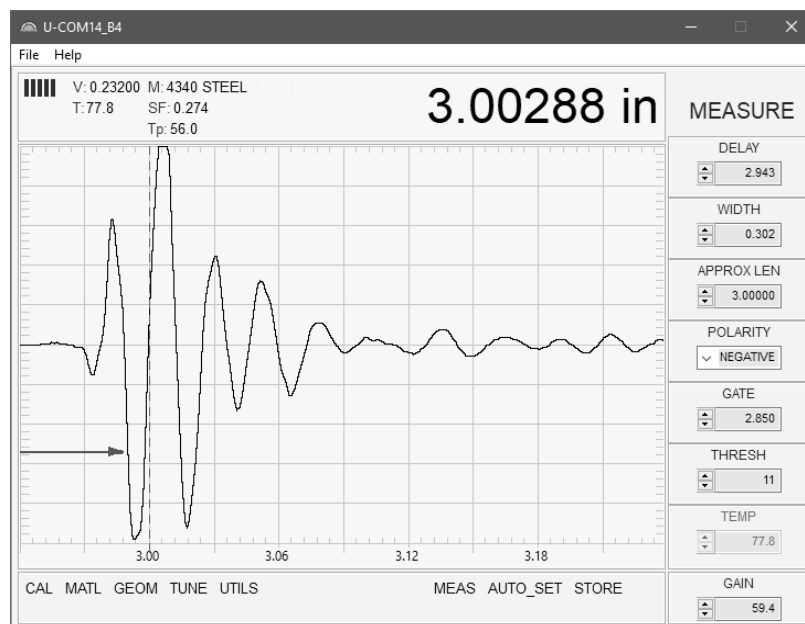 U-COM14_B4
File Help
V: 0.23200 M: 4340 STEEL
T: 77.8 SF: 0.274
Tp: 56.0
3.00288 in
MEASURE
DELAY
2.943
WIDTH
0.302
APPROX LEN
3.00000
POLARITY
NEGATIVE
GATE
2.850
THRESH
11
TEMP
77.8
GAIN
59.4
3.00 3.06 3.12 3.18
CAL MATL GEOM TUNE UTILS MEAS AUTO_SET STORE